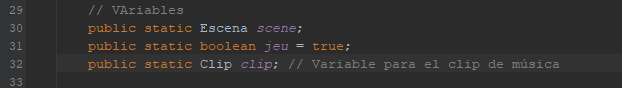 29 // VAriables
30 public static Escena scene;
31 public static boolean jeu = true;
32 public static Clip clip; // Variable para el clip de música
33